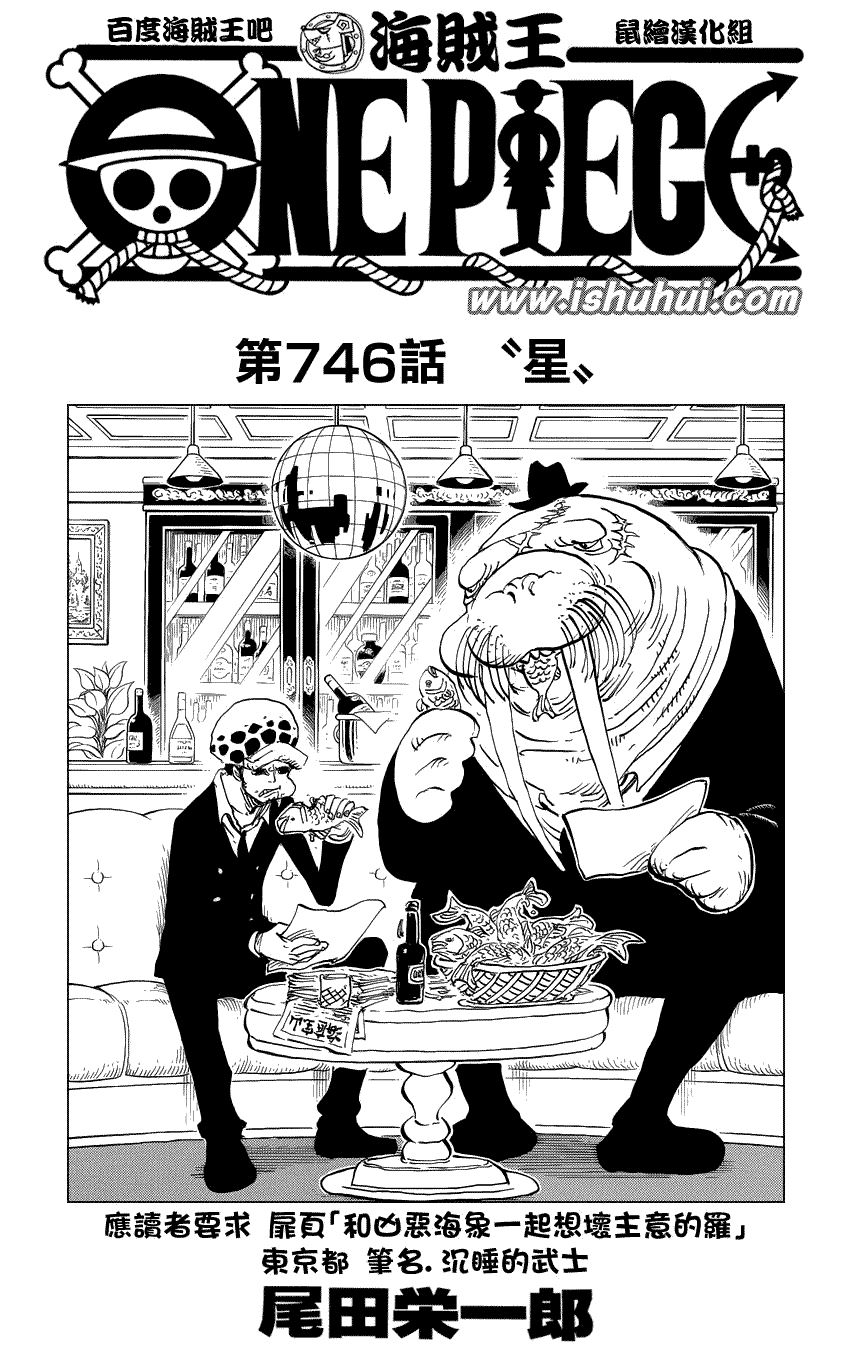 百度海賊王吧
海賊王
鼠繪漢化組
ONE PIECE
www.ishuhui.com
第746話 〝星〟
應讀者要求 扉頁「和凶惡海象一起想壞主意的羅」
東京都 筆名.沉睡的武士
尾田栄一郎